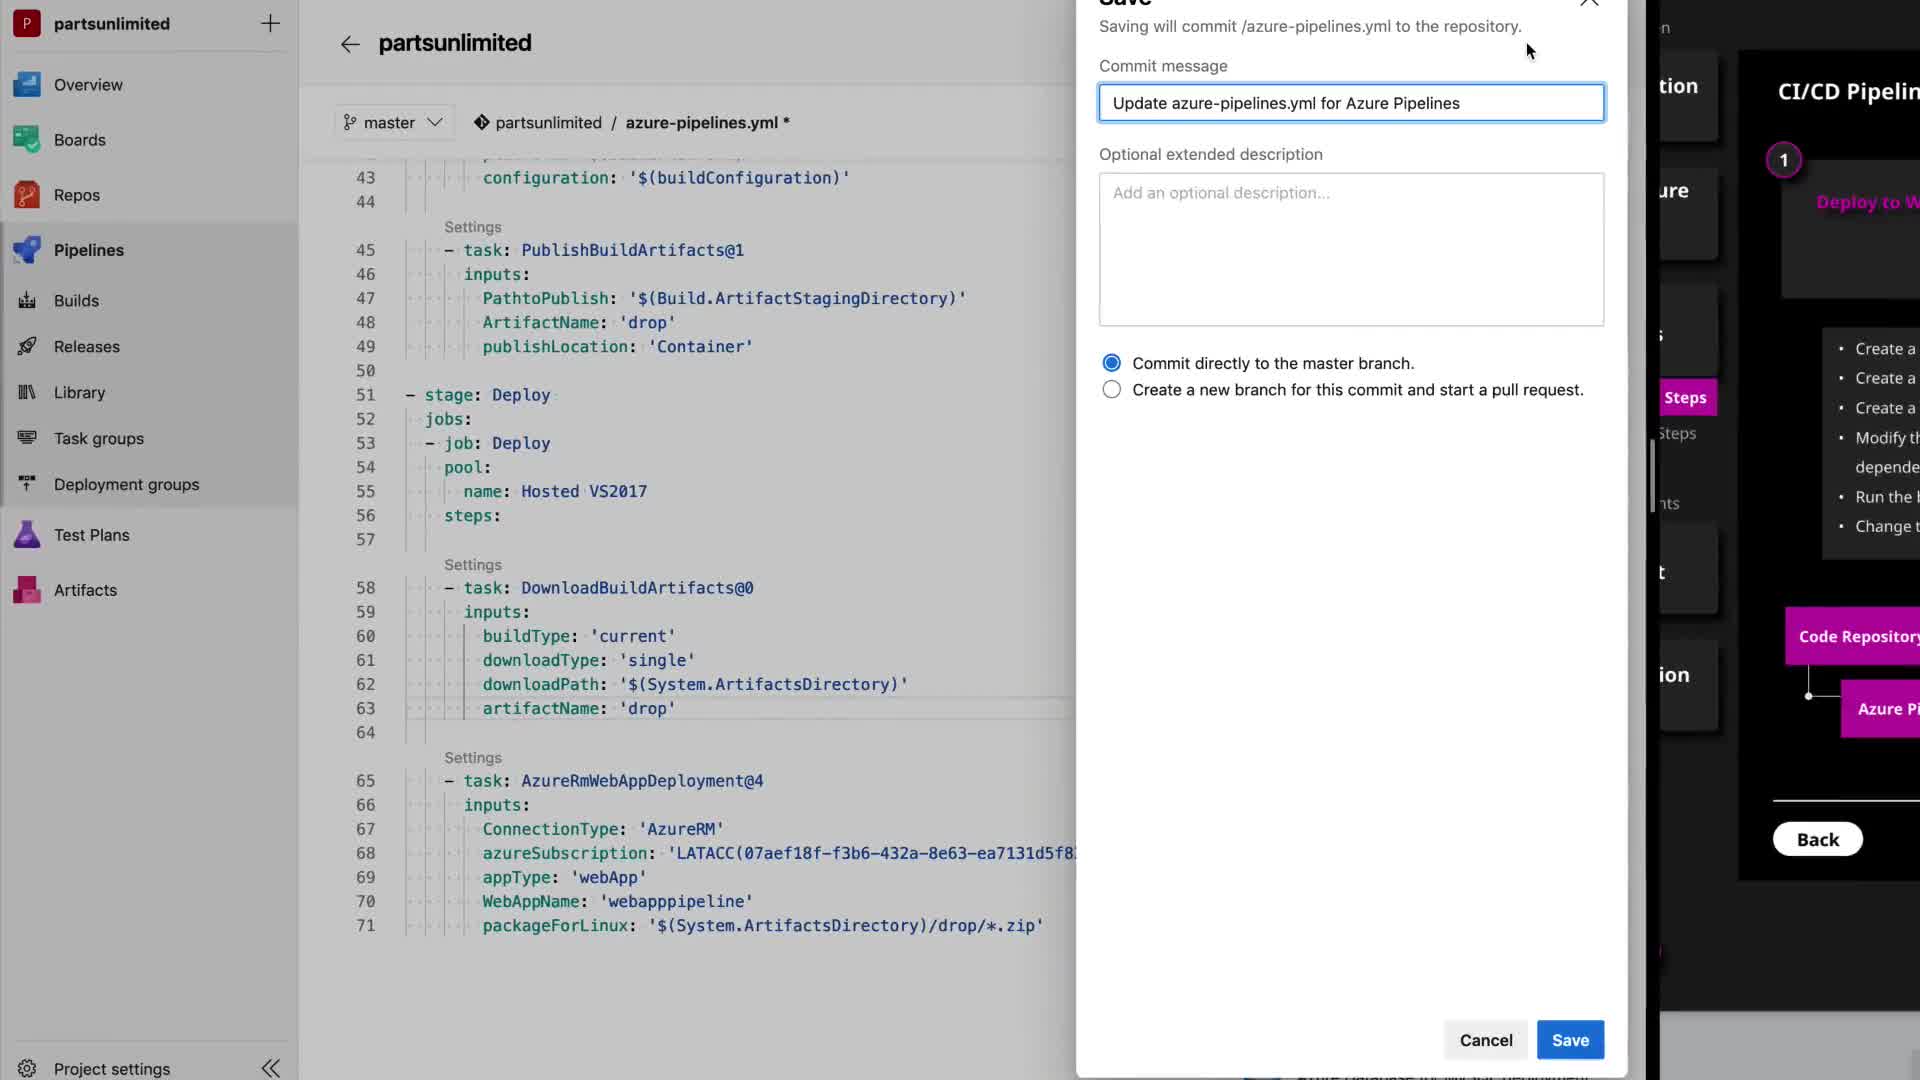 partsunlimited
Overview
Boards
Repos
Pipelines
Builds
Releases
Library
Task groups
Deployment groups
Test Plans
Artifacts
Project settings
partsunlimited
master
partsunlimited / azure-pipelines.yml *
43 configuration: '$(buildConfiguration)'
44
Settings
45 - task: PublishBuildArtifacts@1
46 inputs:
47 PathtoPublish: '$(Build.ArtifactStagingDirectory)'
48 ArtifactName: 'drop'
49 publishLocation: 'Container'
50
51 - stage: Deploy
52 jobs:
53 - job: Deploy
54 pool:
55 name: Hosted VS2017
56 steps:
57
Settings
58 - task: DownloadBuildArtifacts@0
59 inputs:
60 buildType: 'current'
61 downloadType: 'single'
62 downloadPath: '$(System.ArtifactsDirectory)'
63 artifactName: 'drop'
64
Settings
65 - task: AzureRmWebAppDeployment@4
66 inputs:
67 ConnectionType: 'AzureRM'
68 azureSubscription: 'LATACC(07aef18f-f3b6-432a-8e63-ea7131d5f8
69 appType: 'webApp'
70 WebAppName: 'webapppipeline'
71 packageForLinux: '$(System.ArtifactsDirectory)/drop/*.zip'
Save
Saving will commit /azure-pipelines.yml to the repository.
Commit message
Update azure-pipelines.yml for Azure Pipelines
Optional extended description
Add an optional description...
Commit directly to the master branch.
Create a new branch for this commit and start a pull request.
Cancel
Save
tion
ure
s
Steps
Steps
nts
t
ion
CI/CD Pipelin
1
Deploy to W
• Create a
• Create a
• Create a
• Modify th
depende
• Run the b
• Change t
Code Repository
Azure Pi
Back